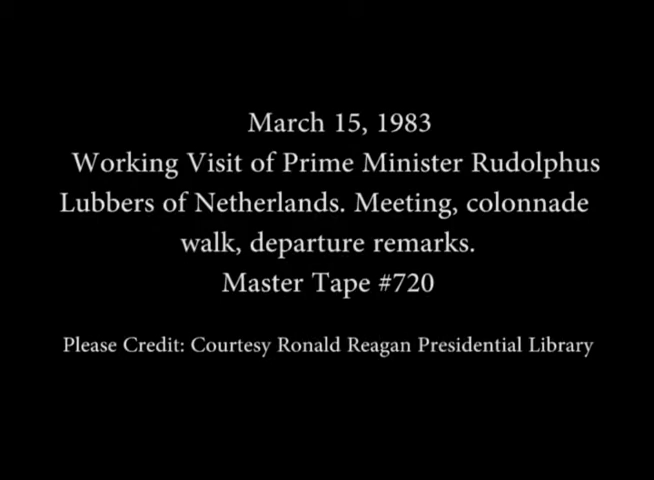 March 15, 1983
Working Visit of Prime Minister Rudolphus
Lubbers of Netherlands. Meeting, colonnade
walk, departure remarks.
Master Tape #720
Please Credit: Courtesy Ronald Reagan Presidential Library